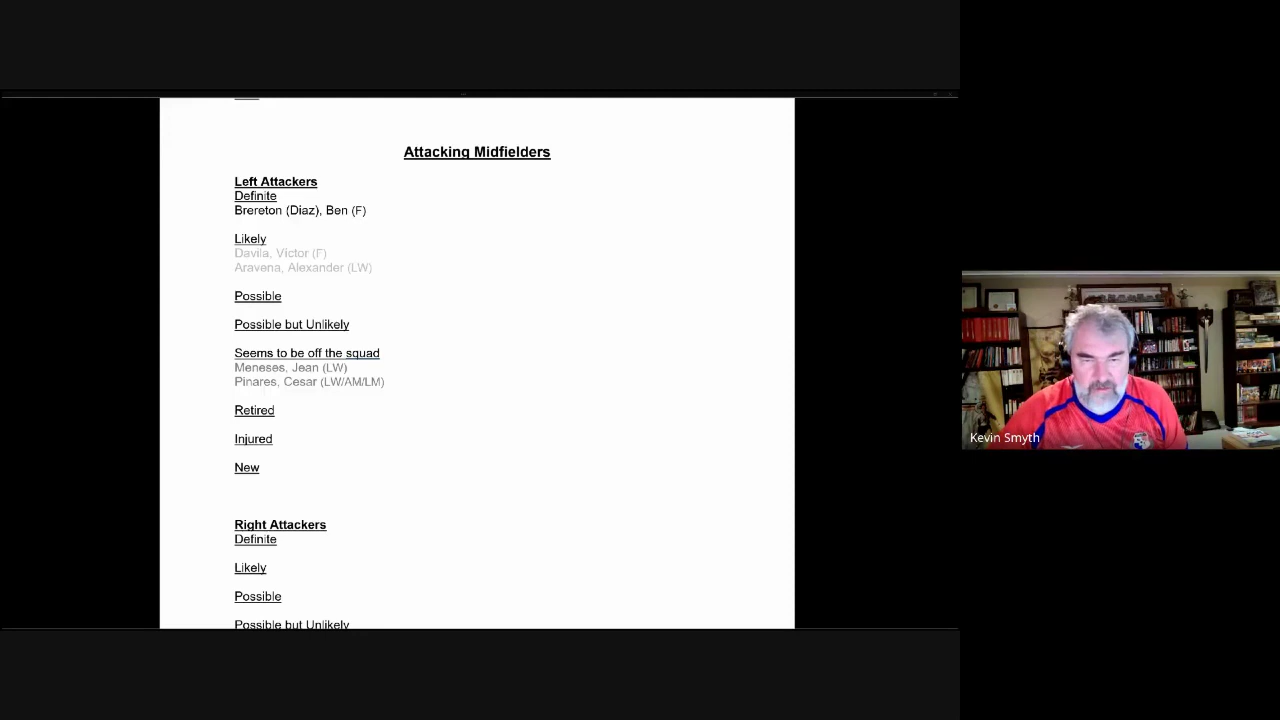 Attacking Midfielders
Left Attackers
Definite
Brereton (Diaz), Ben (F)
Likely
Davila, Victor (F)
Aravena, Alexander (LW)
Possible
Possible but Unlikely
Seems to be off the squad
Meneses, Jean (LW)
Pinares, Cesar (LW/AM/LM)
Retired
Injured
New
Right Attackers
Definite
Likely
Possible
Possible but Unlikely
Kevin Smyth